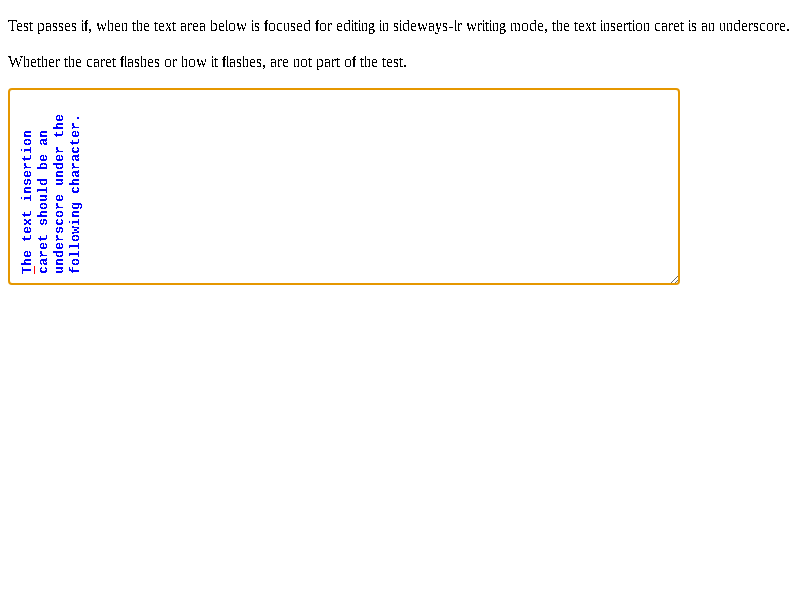 Test passes if, when the text area below is focused for editing in sideways-lr writing mode, the text insertion caret is an underscore.
Whether the caret flashes or how it flashes, are not part of the test.
The text insertion
caret should be an
underscore under the
following character.